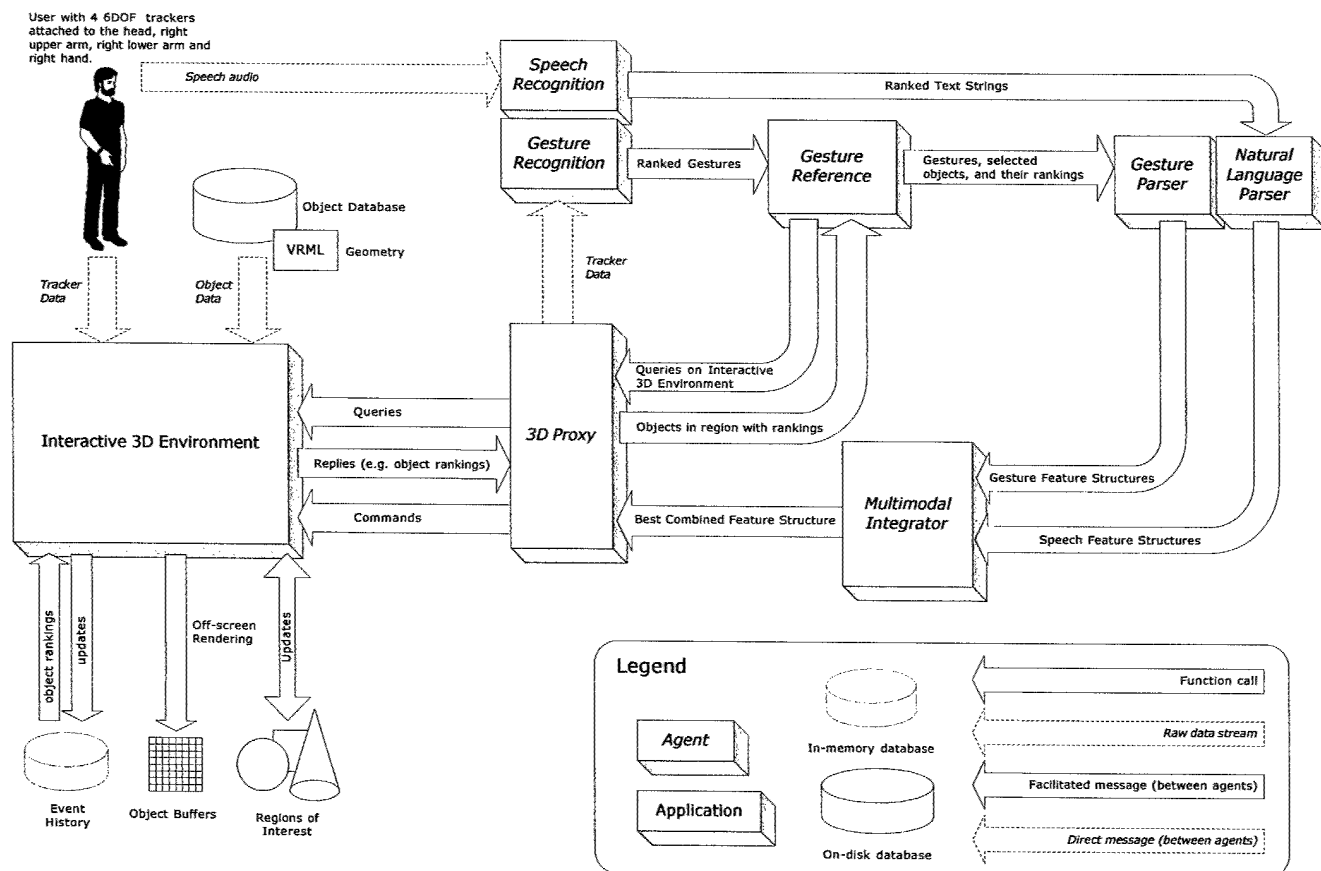 User with 4 6DOF trackers
attached to the head, right
upper arm, right lower arm and
right hand.
Speech audio
Speech
Recognition
Ranked Text Strings
Gesture
Recognition
Ranked Gestures
Gesture
Reference
Gestures, selected
objects, and their rankings
Gesture
Parser
Natural
Language
Parser
Object Database
VRML
Geometry
Tracker
Data
Object
Data
Tracker
Data
Interactive 3D Environment
Queries
Replies (e.g. object rankings)
Commands
3D Proxy
Queries on Interactive
3D Environment
Objects in region with rankings
Best Combined Feature Structure
Multimodal
Integrator
Gesture Feature Structures
Speech Feature Structures
object rankings
updates
Off-screen
Rendering
Updates
Event
History
Object Buffers
Regions of
Interest
Legend
Agent
Application
In-memory database
On-disk database
Function call
Raw data stream
Facilitated message (between agents)
Direct message (between agents)